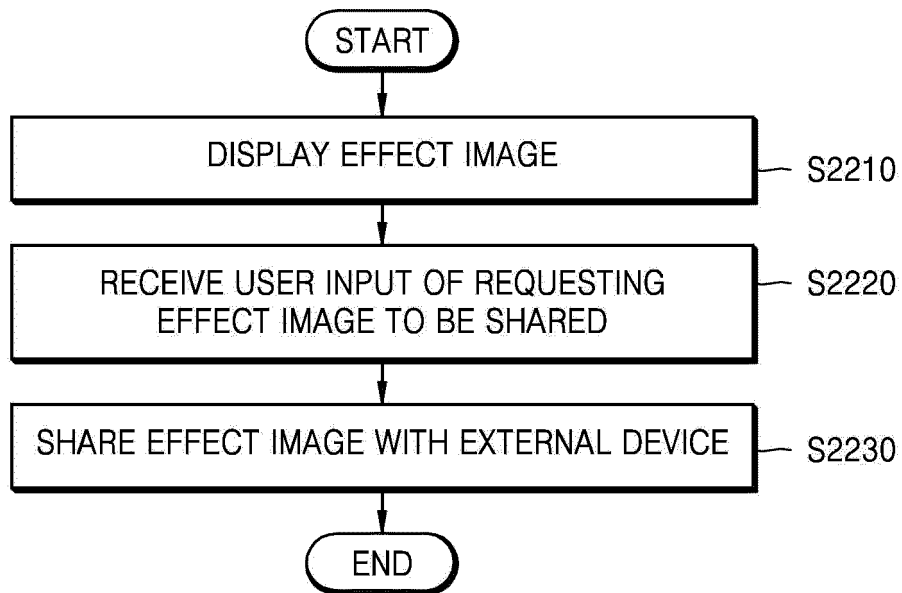 START
DISPLAY EFFECT IMAGE
S2210
RECEIVE USER INPUT OF REQUESTING
EFFECT IMAGE TO BE SHARED
S2220
SHARE EFFECT IMAGE WITH EXTERNAL DEVICE
S2230
END